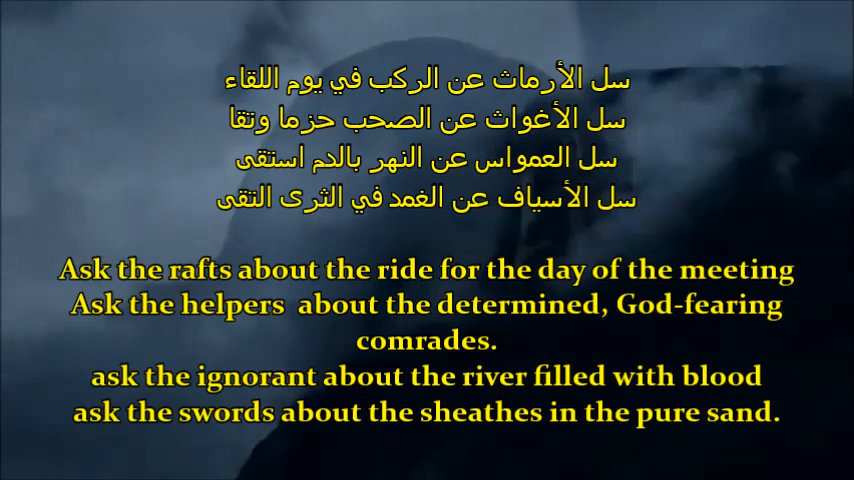 سل الأرماث عن الركب في يوم اللقاء
سل الأغواث عن الصحب حزما وتقا
سل العمواس عن النهر بالدم استقى
سل الأسياف عن الغمد في الثرى التقى
Ask the rafts about the ride for the day of the meeting
Ask the helpers about the determined, God-fearing
comrades.
ask the ignorant about the river filled with blood
ask the swords about the sheathes in the pure sand.